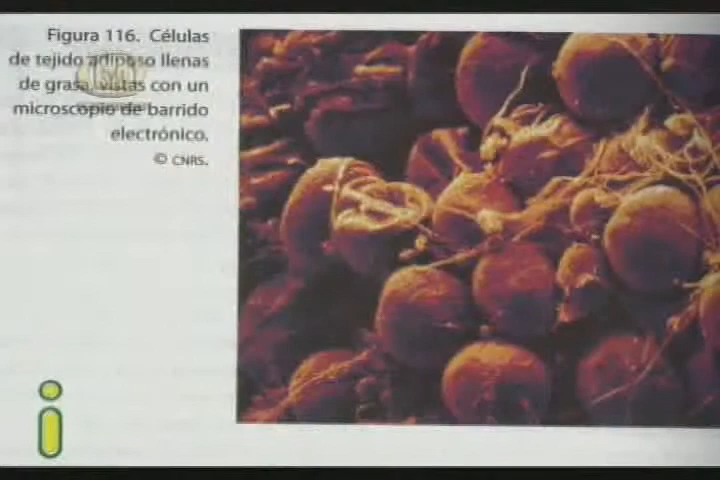 Figura 116. Células
de tejido adiposo llenas
de grasa, vistas con un
microscopio de barrido
electrónico.
© CNRS.